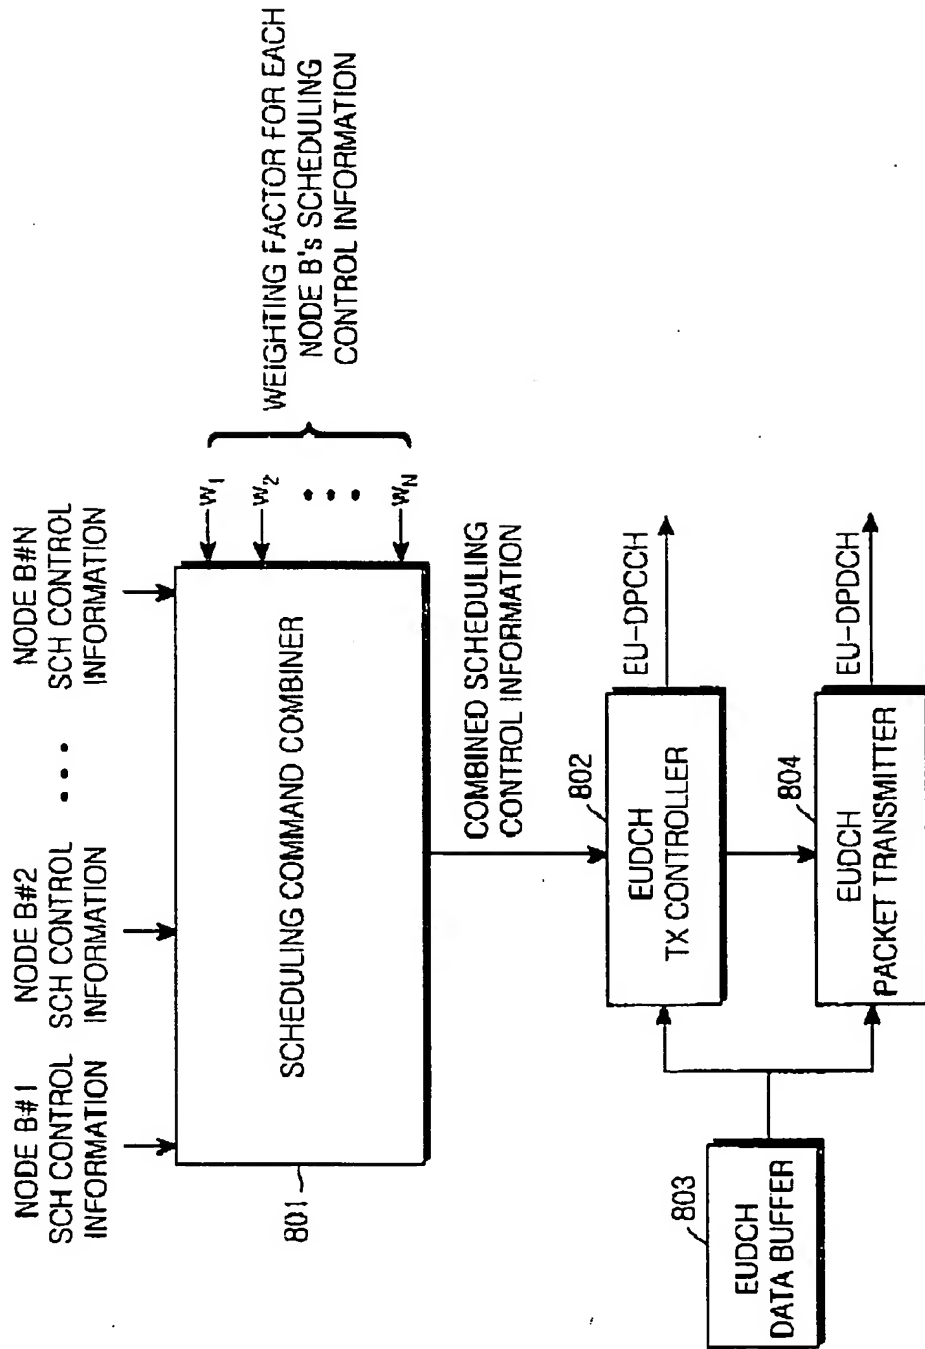 NODE B#1
SCH CONTROL
INFORMATION
NODE B#2
SCH CONTROL
INFORMATION
• • •
NODE B#N
SCH CONTROL
INFORMATION
801
SCHEDULING COMMAND COMBINER
w1
w2
• • •
wN
WEIGHTING FACTOR FOR EACH
NODE B's SCHEDULING
CONTROL INFORMATION
COMBINED SCHEDULING
CONTROL INFORMATION
802
EUDCH
TX CONTROLLER
EU-DPCCH
803
EUDCH
DATA BUFFER
804
EUDCH
PACKET TRANSMITTER
EU-DPDCH